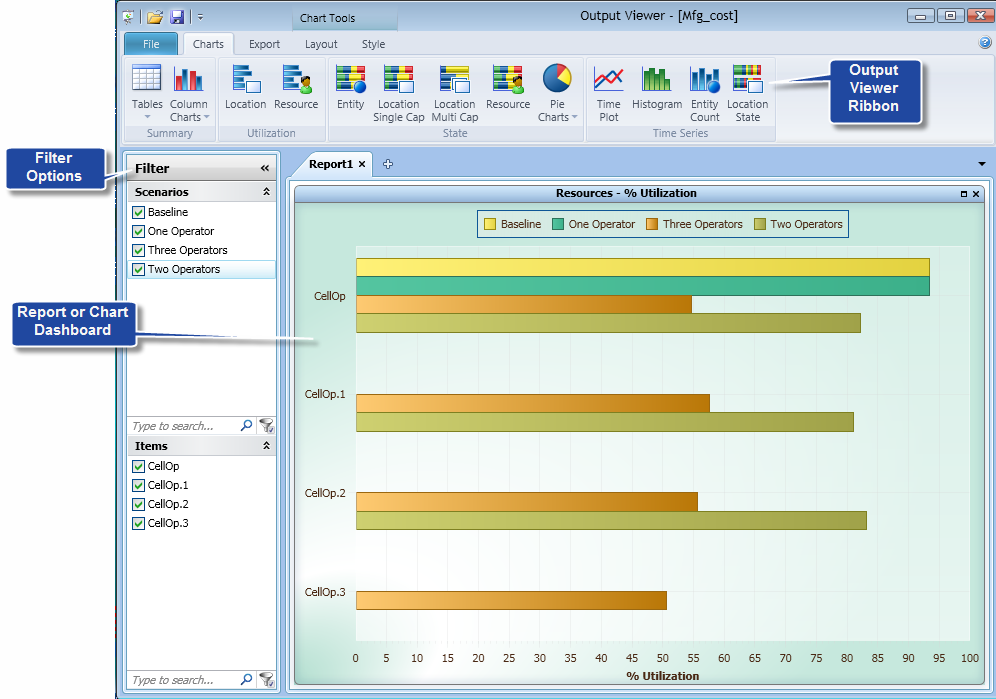 Chart Tools
Output Viewer - [Mfg_cost]
File
Charts
Export
Layout
Style
Tables
Column
Charts
Summary
Location
Resource
Utilization
Entity
Location
Single Cap
Location
Multi Cap
Resource
Pie
Charts
State
Time
Plot
Histogram
Entity
Count
Location
State
Time Series
Output
Viewer
Ribbon
Filter
Options
Filter
Scenarios
Baseline
One Operator
Three Operators
Two Operators
Report or Chart
Dashboard
Type to search...
Items
CellOp
CellOp.1
CellOp.2
CellOp.3
Type to search...
Report1
Resources - % Utilization
Baseline
One Operator
Three Operators
Two Operators
CellOp
CellOp.1
CellOp.2
CellOp.3
0 5 10 15 20 25 30 35 40 45 50 55 60 65 70 75 80 85 90 95 100
% Utilization